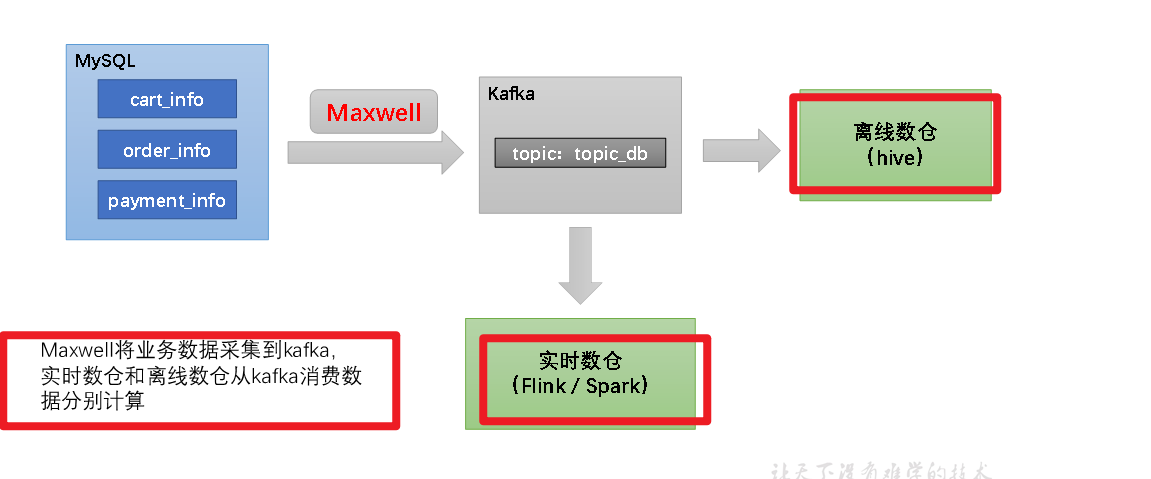 MySQL
cart_info
order_info
payment_info
Maxwell
Kafka
topic：topic_db
离线数仓
（hive）
实时数仓
（Flink / Spark）
Maxwell将业务数据采集到kafka，
实时数仓和离线数仓从kafka消费数
据分别计算
让天下没有难学的技术